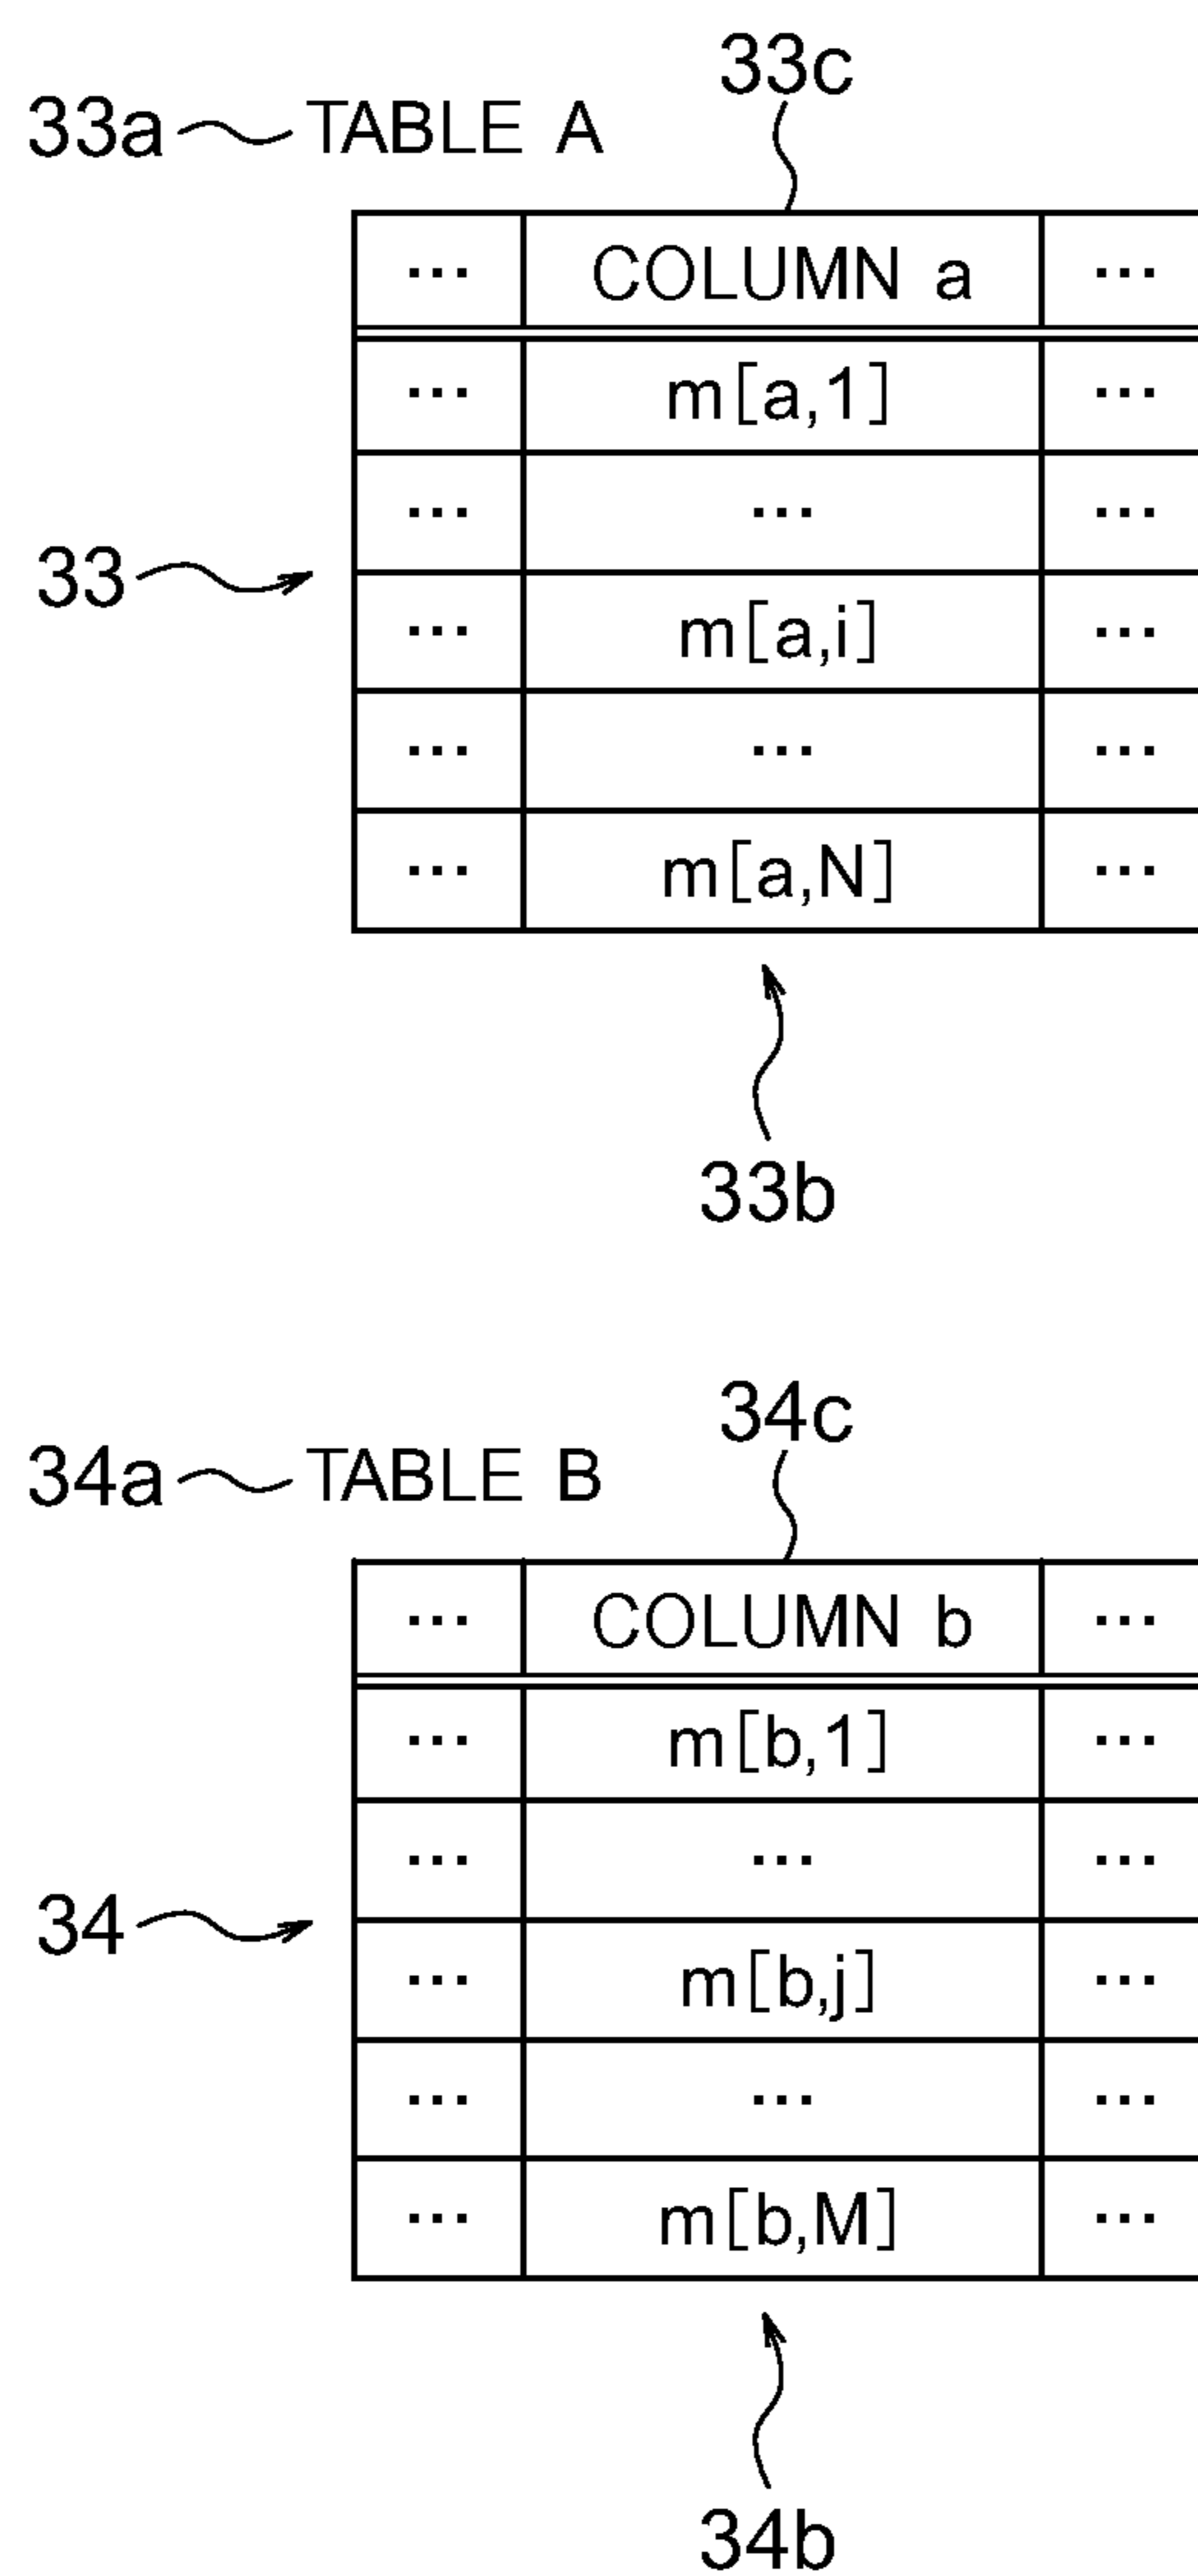 33c
33a TABLE A
… COLUMN a …
… m[a,1] …
… … …
33 … m[a,i] …
… … …
… m[a,N] …
33b
34c
34a TABLE B
… COLUMN b …
… m[b,1] …
… … …
34 … m[b,j] …
… … …
… m[b,M] …
34b